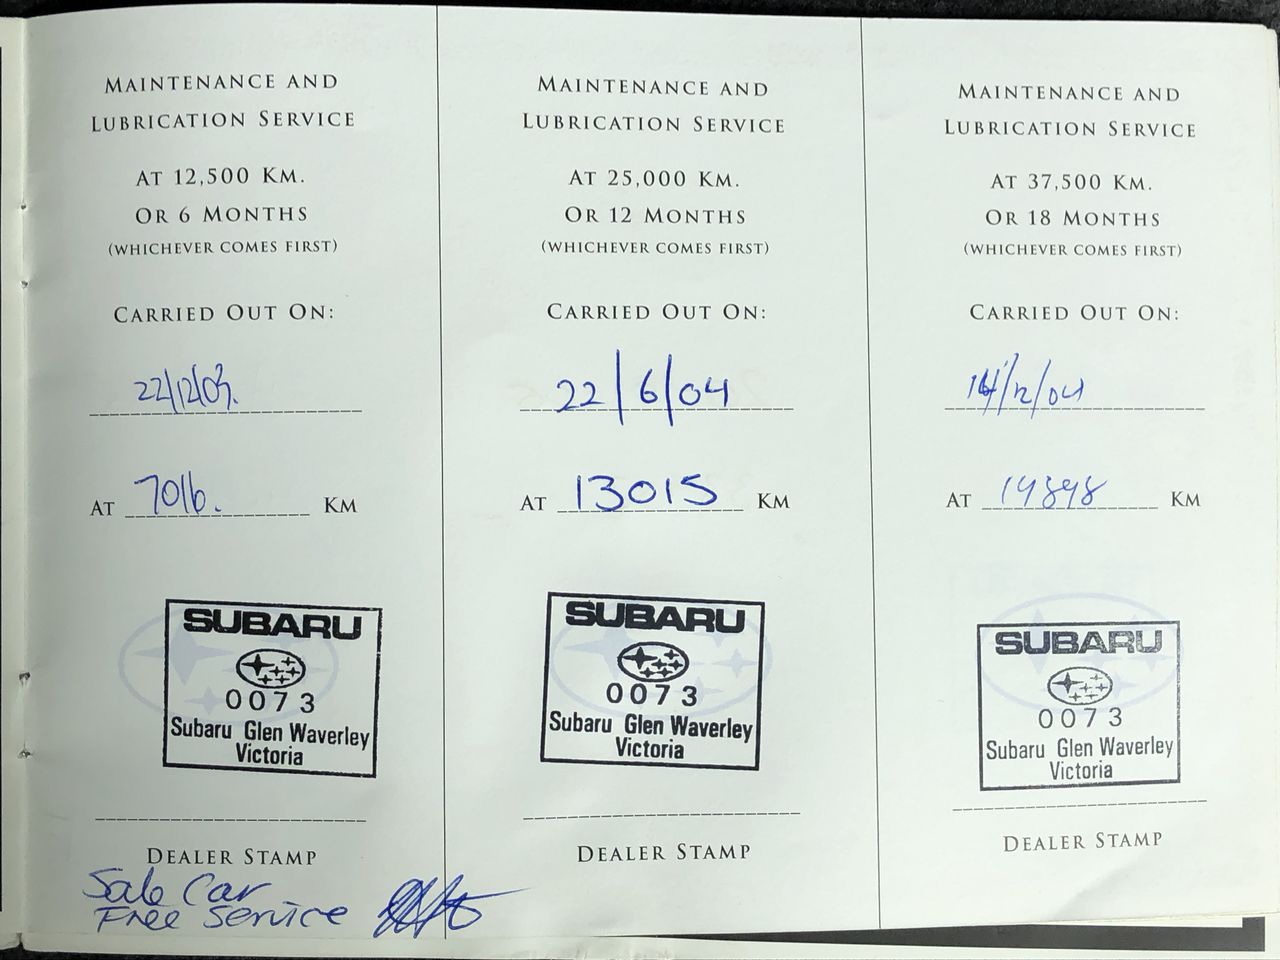 MAINTENANCE AND
LUBRICATION SERVICE
AT 12,500 KM.
OR 6 MONTHS
(WHICHEVER COMES FIRST)
CARRIED OUT ON:
22/12/03.
AT 7016. KM
SUBARU
0073
Subaru Glen Waverley
Victoria
DEALER STAMP
Sale Car
Free Service
MAINTENANCE AND
LUBRICATION SERVICE
AT 25,000 KM.
OR 12 MONTHS
(WHICHEVER COMES FIRST)
CARRIED OUT ON:
22/6/04
AT 13015 KM
SUBARU
0073
Subaru Glen Waverley
Victoria
DEALER STAMP
MAINTENANCE AND
LUBRICATION SERVICE
AT 37,500 KM.
OR 18 MONTHS
(WHICHEVER COMES FIRST)
CARRIED OUT ON:
14/12/04
AT 19898 KM
SUBARU
0073
Subaru Glen Waverley
Victoria
DEALER STAMP